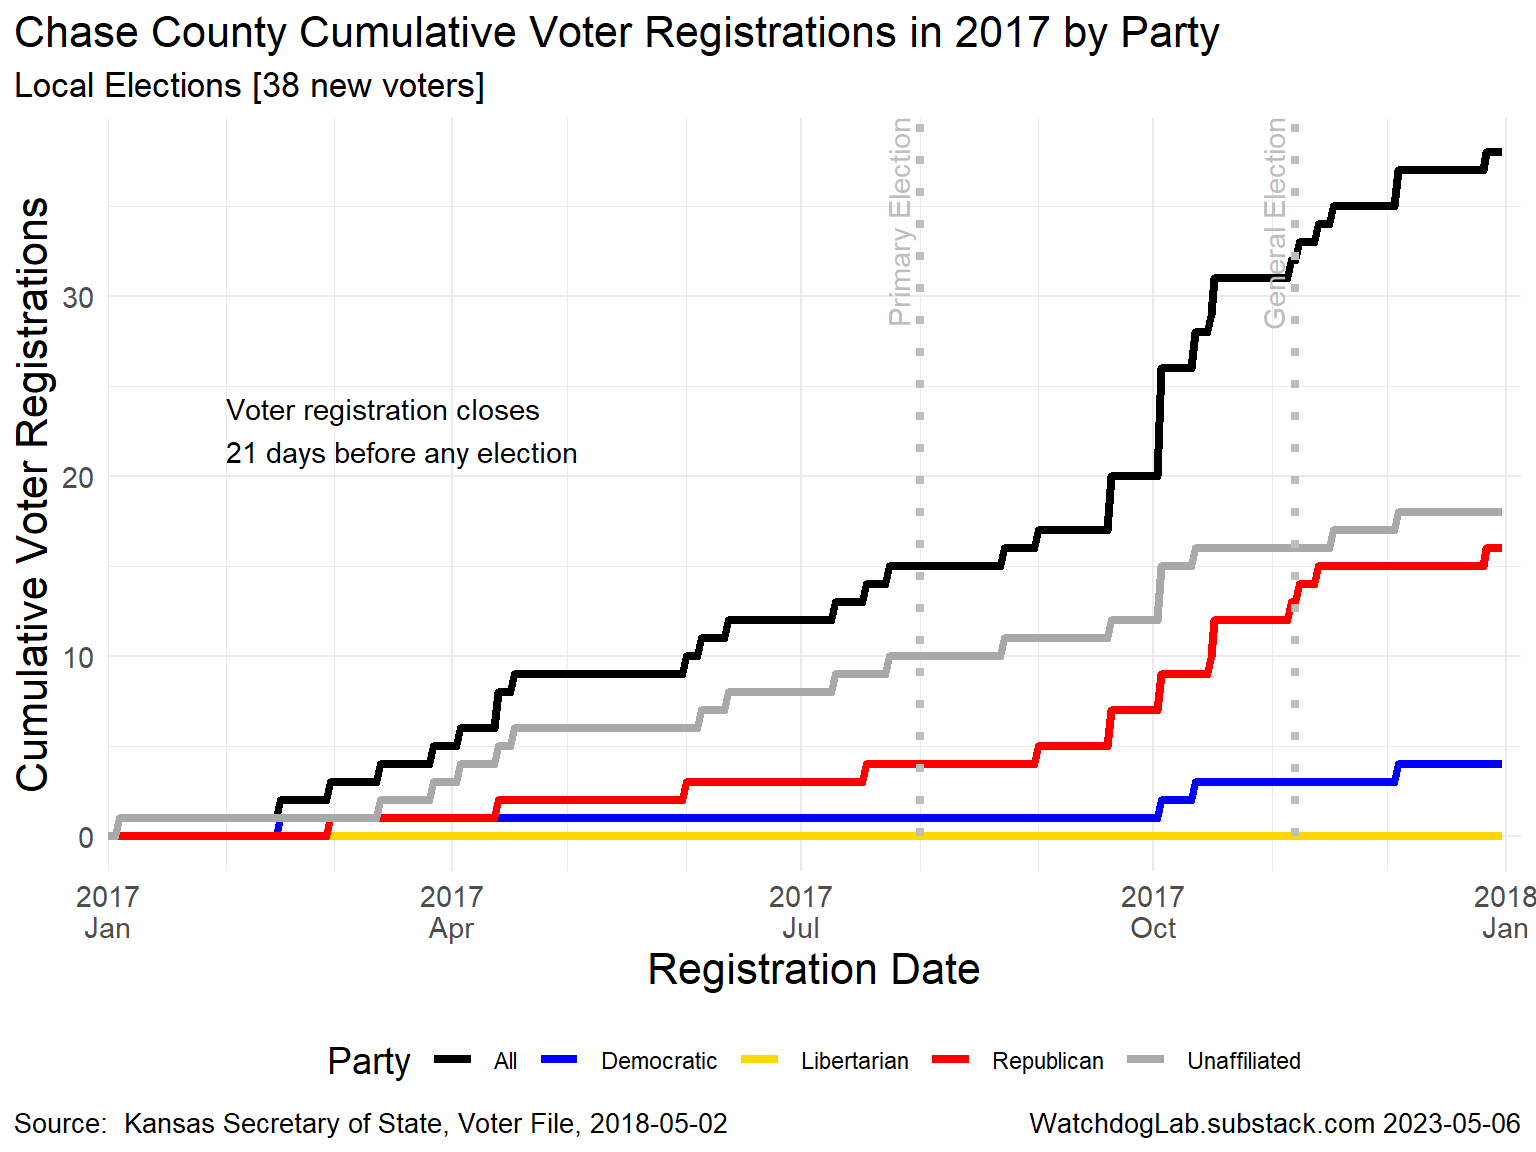 Chase County Cumulative Voter Registrations in 2017 by Party
Local Elections [38 new voters]
Cumulative Voter Registrations
30
20
10
0
Primary Election
General Election
Voter registration closes
21 days before any election
2017 2017 2017 2017 2018
Jan Apr Jul Oct Jan
Registration Date
Party All Democratic Libertarian Republican Unaffiliated
Source:  Kansas Secretary of State, Voter File, 2018-05-02
WatchdogLab.substack.com 2023-05-06